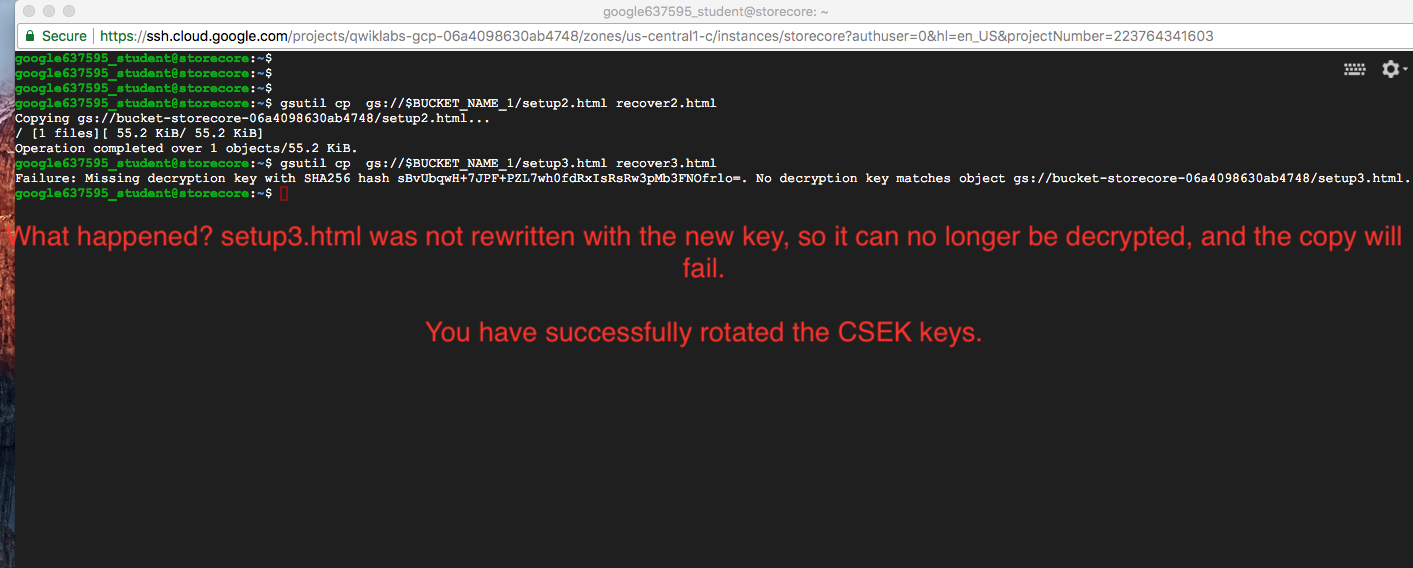 google637595_student@storecore: ~
Secure | https://ssh.cloud.google.com/projects/qwiklabs-gcp-06a4098630ab4748/zones/us-central1-c/instances/storecore?authuser=0&hl=en_US&projectNumber=223764341603
google637595_student@storecore:~$
google637595_student@storecore:~$
google637595_student@storecore:~$
google637595_student@storecore:~$ gsutil cp  gs://$BUCKET_NAME_1/setup2.html recover2.html
Copying gs://bucket-storecore-06a4098630ab4748/setup2.html...
/ [1 files][ 55.2 KiB/ 55.2 KiB]
Operation completed over 1 objects/55.2 KiB.
google637595_student@storecore:~$ gsutil cp  gs://$BUCKET_NAME_1/setup3.html recover3.html
Failure: Missing decryption key with SHA256 hash sBvUbqwH+7JPF+PZL7wh0fdRxIsRsRw3pMb3FNOfrlo=. No decryption key matches object gs://bucket-storecore-06a4098630ab4748/setup3.html.
google637595_student@storecore:~$
What happened? setup3.html was not rewritten with the new key, so it can no longer be decrypted, and the copy will
fail.
You have successfully rotated the CSEK keys.